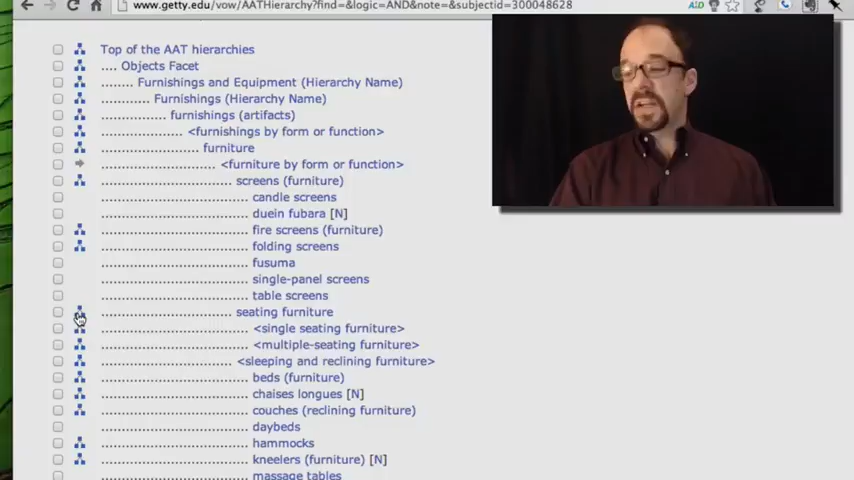 www.getty.edu/vow/AATHierarchy?find=&logic=AND&note=&subjectid=300048628
Top of the AAT hierarchies
.... Objects Facet
........ Furnishings and Equipment (Hierarchy Name)
............ Furnishings (Hierarchy Name)
................ furnishings (artifacts)
.................... <furnishings by form or function>
........................ furniture
............................ <furniture by form or function>
................................ screens (furniture)
.................................... candle screens
.................................... duein fubara [N]
.................................... fire screens (furniture)
.................................... folding screens
.................................... fusuma
.................................... single-panel screens
.................................... table screens
................................ seating furniture
.................................... <single seating furniture>
.................................... <multiple-seating furniture>
................................ <sleeping and reclining furniture>
.................................... beds (furniture)
.................................... chaises longues [N]
.................................... couches (reclining furniture)
.................................... daybeds
.................................... hammocks
.................................... kneelers (furniture) [N]
.................................... massage tables